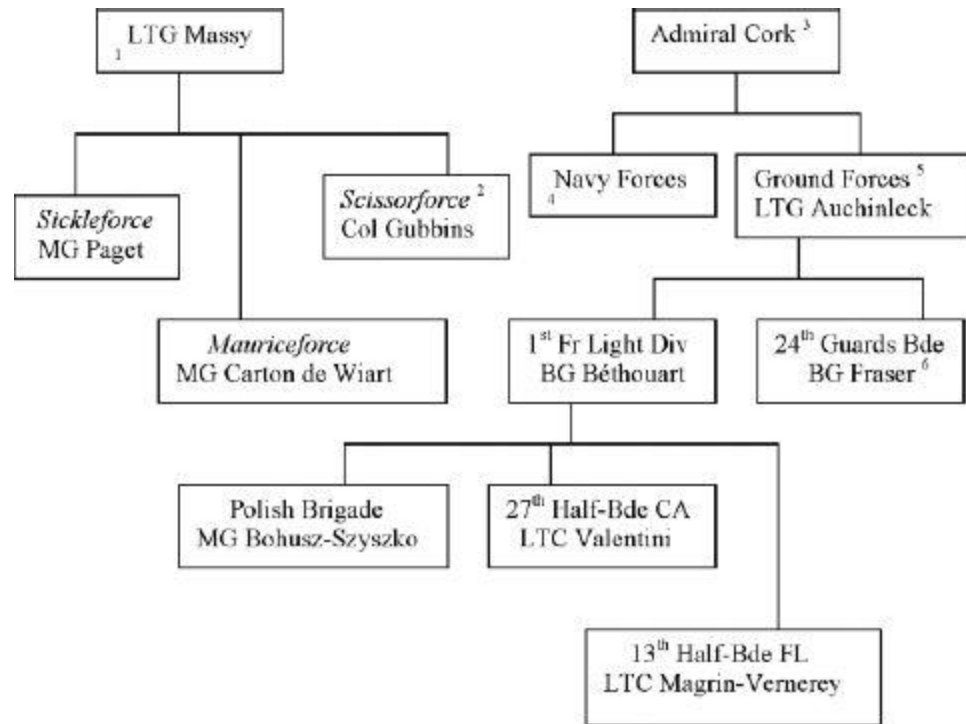 LTG Massy
1
Admiral Cork 3
Sickleforce
MG Paget
Scissorforce 2
Col Gubbins
Navy Forces
4
Ground Forces 5
LTG Auchinleck
Mauriceforce
MG Carton de Wiart
1st Fr Light Div
BG Béthouart
24th Guards Bde
BG Fraser 6
Polish Brigade
MG Bohusz-Szyszko
27th Half-Bde CA
LTC Valentini
13th Half-Bde FL
LTC Magrin-Vernerey